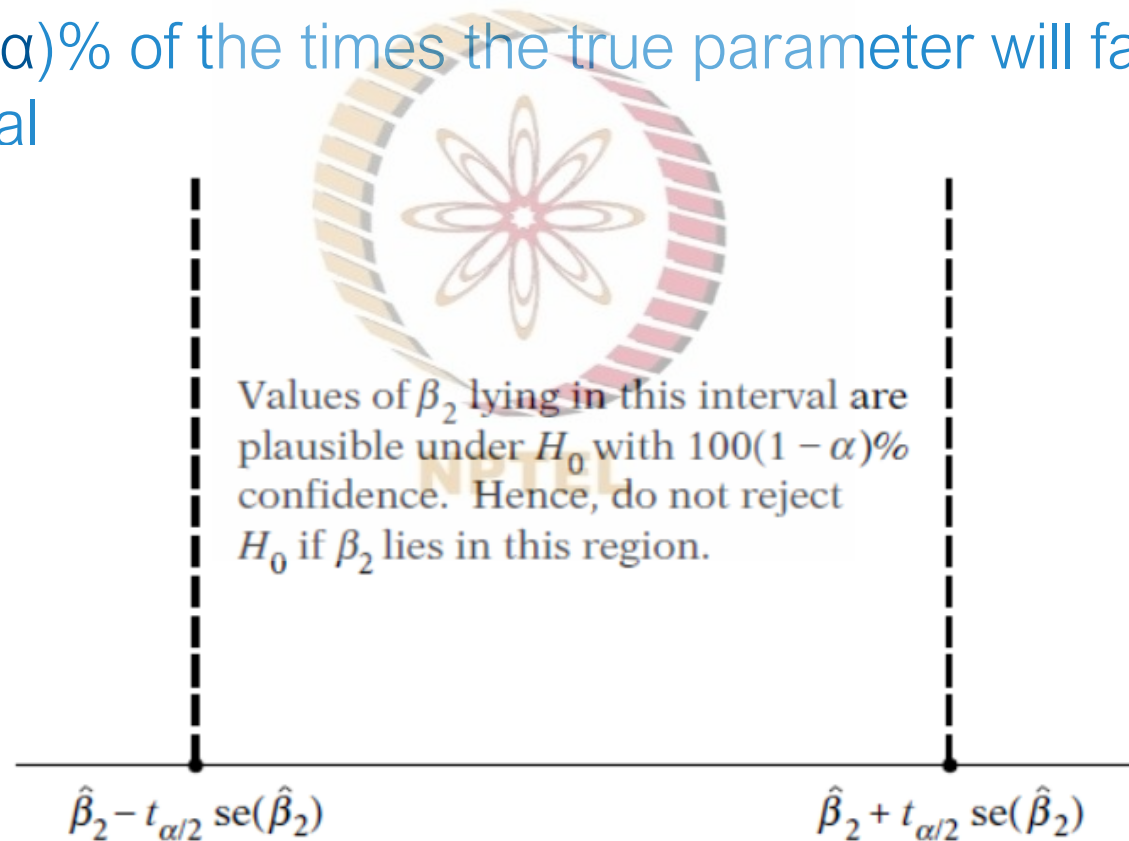 α)% of the times the true parameter will fa
al
Values of β₂ lying in this interval are
plausible under H₀ with 100(1 − α)%
confidence. Hence, do not reject
H₀ if β₂ lies in this region.
NPTEL
β̂₂ − t_α/2 se(β̂₂)
β̂₂ + t_α/2 se(β̂₂)